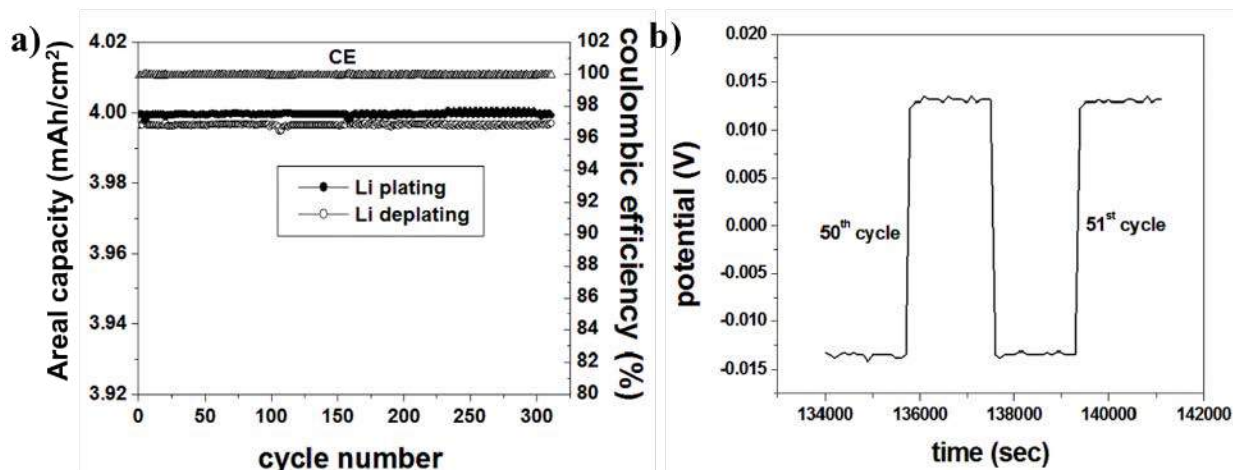 a)
Areal capacity (mAh/cm²)
4.02
4.00
3.98
3.96
3.94
3.92
CE
Li plating
Li deplating
0 50 100 150 200 250 300
cycle number
102
100
98
96
94
92
90
88
86
84
82
80
coulombic efficiency (%)
b)
potential (V)
0.020
0.015
0.010
0.005
0.000
-0.005
-0.010
-0.015
50th cycle
51st cycle
134000 136000 138000 140000 142000
time (sec)